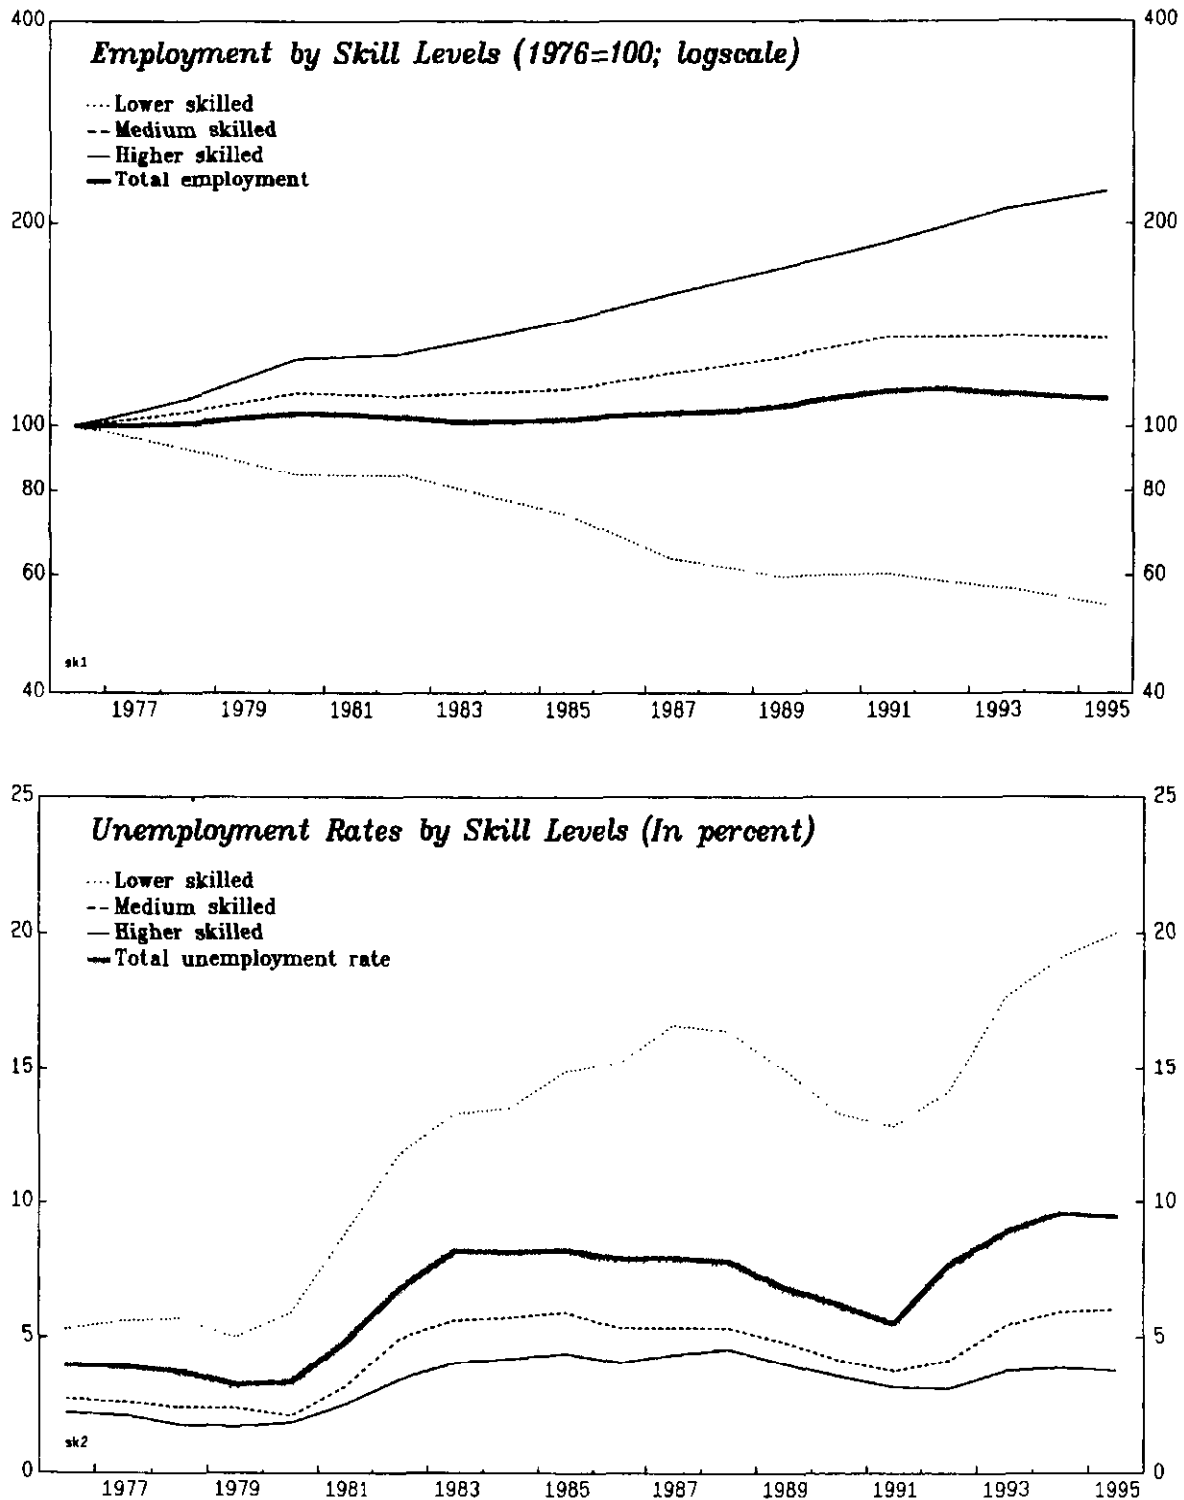 Employment by Skill Levels (1976=100; logscale)
Lower skilled
Medium skilled
Higher skilled
Total employment
400 400
200 200
100 100
80 80
60 60
40 40
sk1
1977 1979 1981 1983 1985 1987 1989 1991 1993 1995
Unemployment Rates by Skill Levels (In percent)
Lower skilled
Medium skilled
Higher skilled
Total unemployment rate
25 25
20 20
15 15
10 10
5 5
0 0
sk2
1977 1979 1981 1983 1985 1987 1989 1991 1993 1995